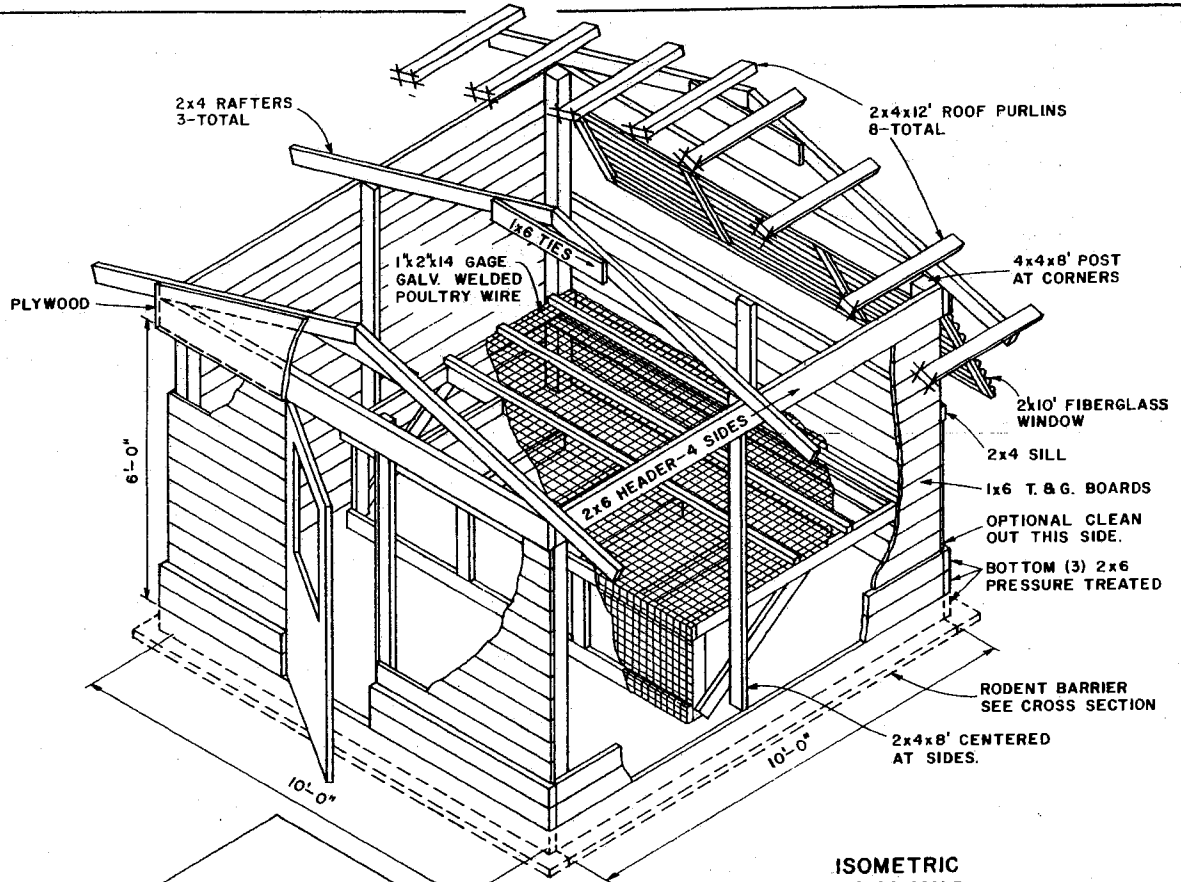 2x4 RAFTERS
3-TOTAL
2x4x12' ROOF PURLINS
8-TOTAL
1x6 TIES
1"x2"x14 GAGE
GALV. WELDED
POULTRY WIRE
4x4x8' POST
AT CORNERS
PLYWOOD
2x6 HEADER-4 SIDES
2'x10' FIBERGLASS
WINDOW
6'-0"
2x4 SILL
1x6 T. & G. BOARDS
OPTIONAL CLEAN
OUT THIS SIDE.
BOTTOM (3) 2x6
PRESSURE TREATED
RODENT BARRIER
SEE CROSS SECTION
2x4x8' CENTERED
AT SIDES.
10'-0"
10'-0"
ISOMETRIC